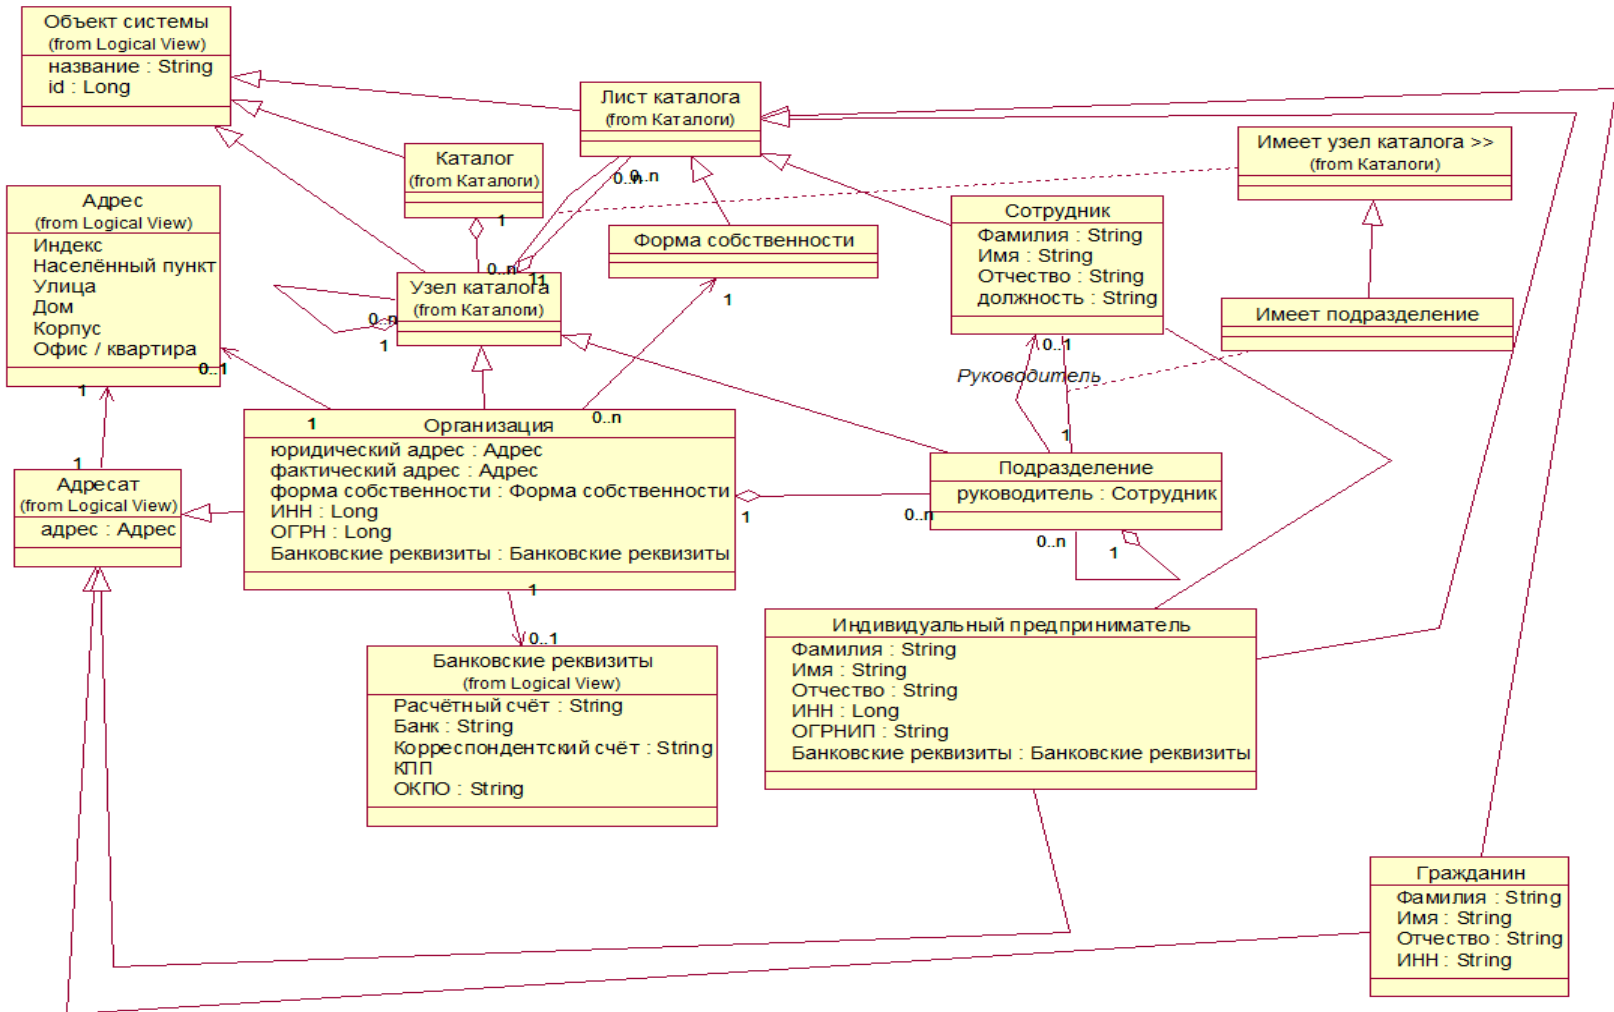 Объект системы
(from Logical View)
название : String
id : Long
Лист каталога
(from Каталоги)
Каталог
(from Каталоги)
Имеет узел каталога >>
(from Каталоги)
Адрес
(from Logical View)
Индекс
Населённый пункт
Улица
Дом
Корпус
Офис / квартира
0..n
0..n
1
Форма собственности
Сотрудник
Фамилия : String
Имя : String
Отчество : String
должность : String
0..n
1
1
Узел каталога
(from Каталоги)
0..n
1
1
Имеет подразделение
0..1
1
0..1
Руководитель
1
0..n
1
Организация
юридический адрес : Адрес
фактический адрес : Адрес
форма собственности : Форма собственности
ИНН : Long
ОГРН : Long
Банковские реквизиты : Банковские реквизиты
1
Адресат
(from Logical View)
адрес : Адрес
Подразделение
руководитель : Сотрудник
1
0..n
0..n
1
1
0..1
Банковские реквизиты
(from Logical View)
Расчётный счёт : String
Банк : String
Корреспондентский счёт : String
КПП
ОКПО : String
Индивидуальный предприниматель
Фамилия : String
Имя : String
Отчество : String
ИНН : Long
ОГРНИП : String
Банковские реквизиты : Банковские реквизиты
Гражданин
Фамилия : String
Имя : String
Отчество : String
ИНН : String